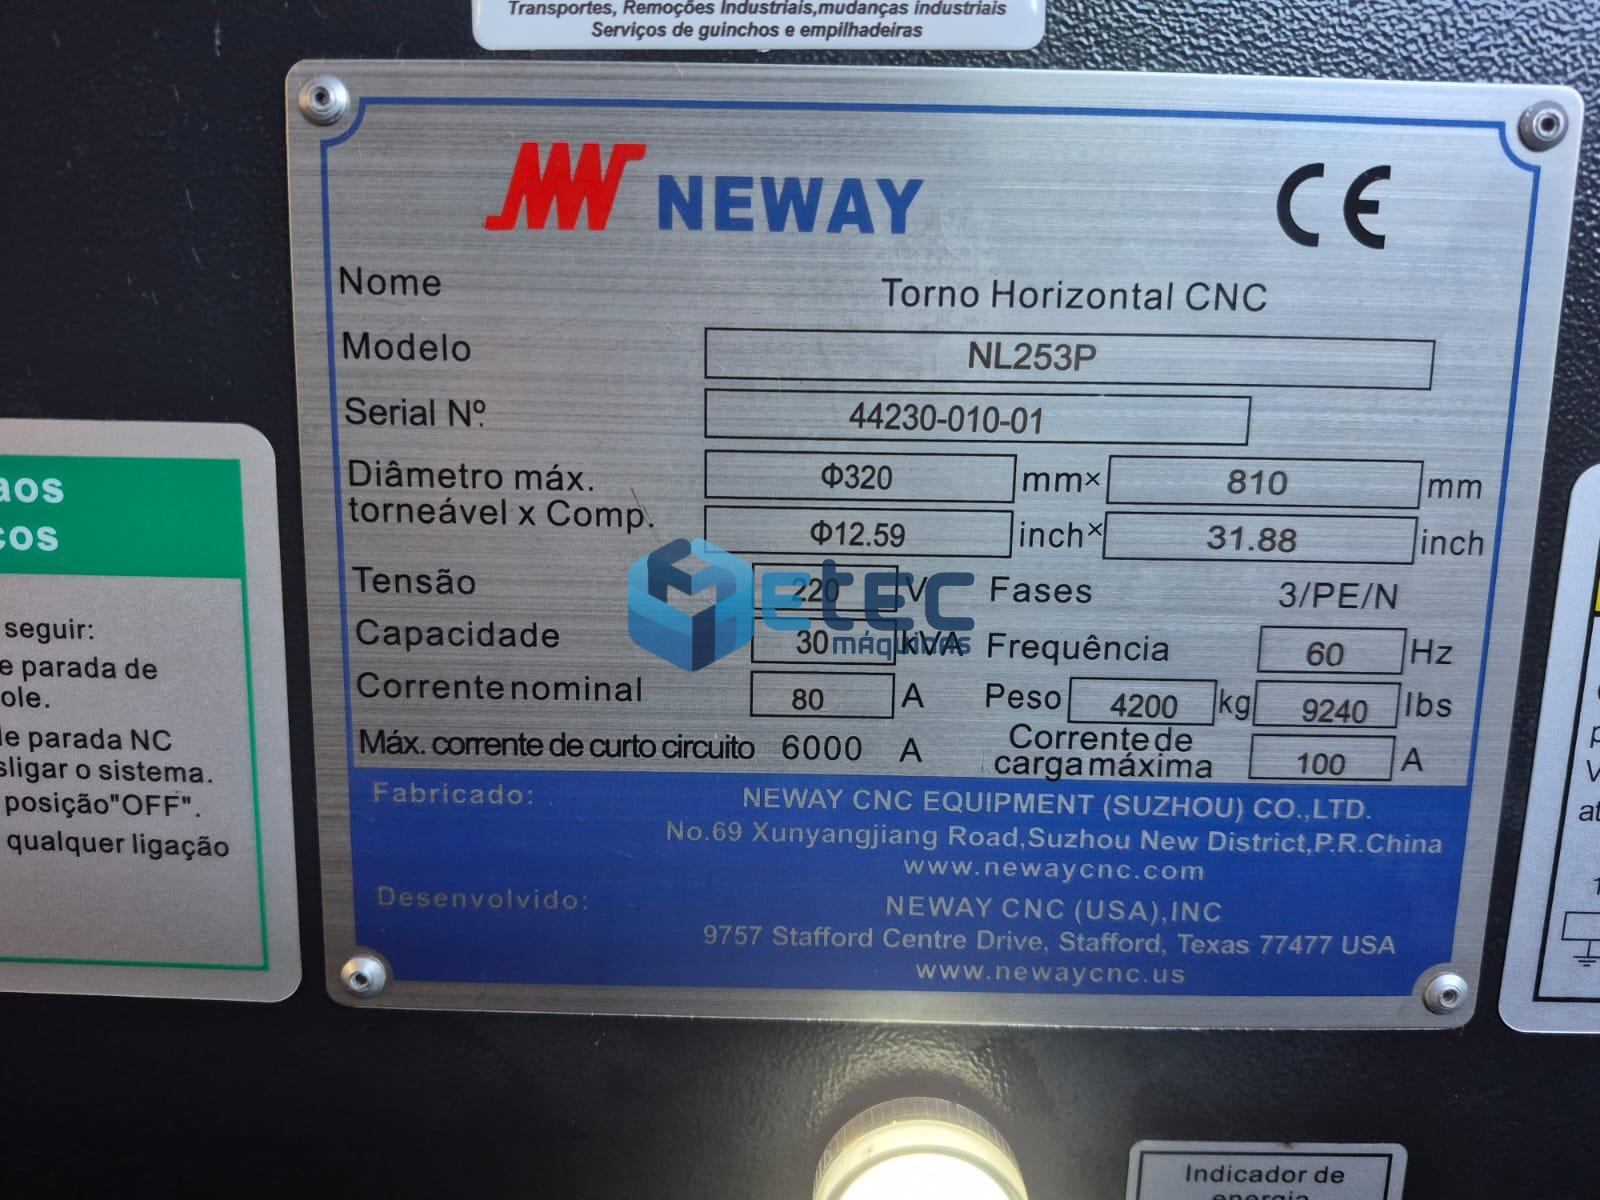 Transportes, Remoções Industriais,mudanças industriais
Serviços de guinchos e empilhadeiras
NEWAY CE
Nome Torno Horizontal CNC
Modelo NL253P
Serial Nº. 44230-010-01
Diâmetro máx. torneável x Comp. Φ320 mm× 810 mm
Φ12.59 inch× 31.88 inch
Tensão 220 V Fases 3/PE/N
Capacidade 30 kVA Frequência 60 Hz
Corrente nominal 80 A Peso 4200 kg 9240 lbs
Máx. corrente de curto circuito 6000 A Corrente de carga máxima 100 A
Fabricado: NEWAY CNC EQUIPMENT (SUZHOU) CO.,LTD.
No.69 Xunyangjiang Road,Suzhou New District,P.R.China
www.newaycnc.com
Desenvolvido: NEWAY CNC (USA),INC
9757 Stafford Centre Drive, Stafford, Texas 77477 USA
www.newaycnc.us
Metec
máquinas
aos
cos
seguir:
e parada de
ole.
de parada NC
sligar o sistema.
posição"OFF".
qualquer ligação
Indicador de
energia